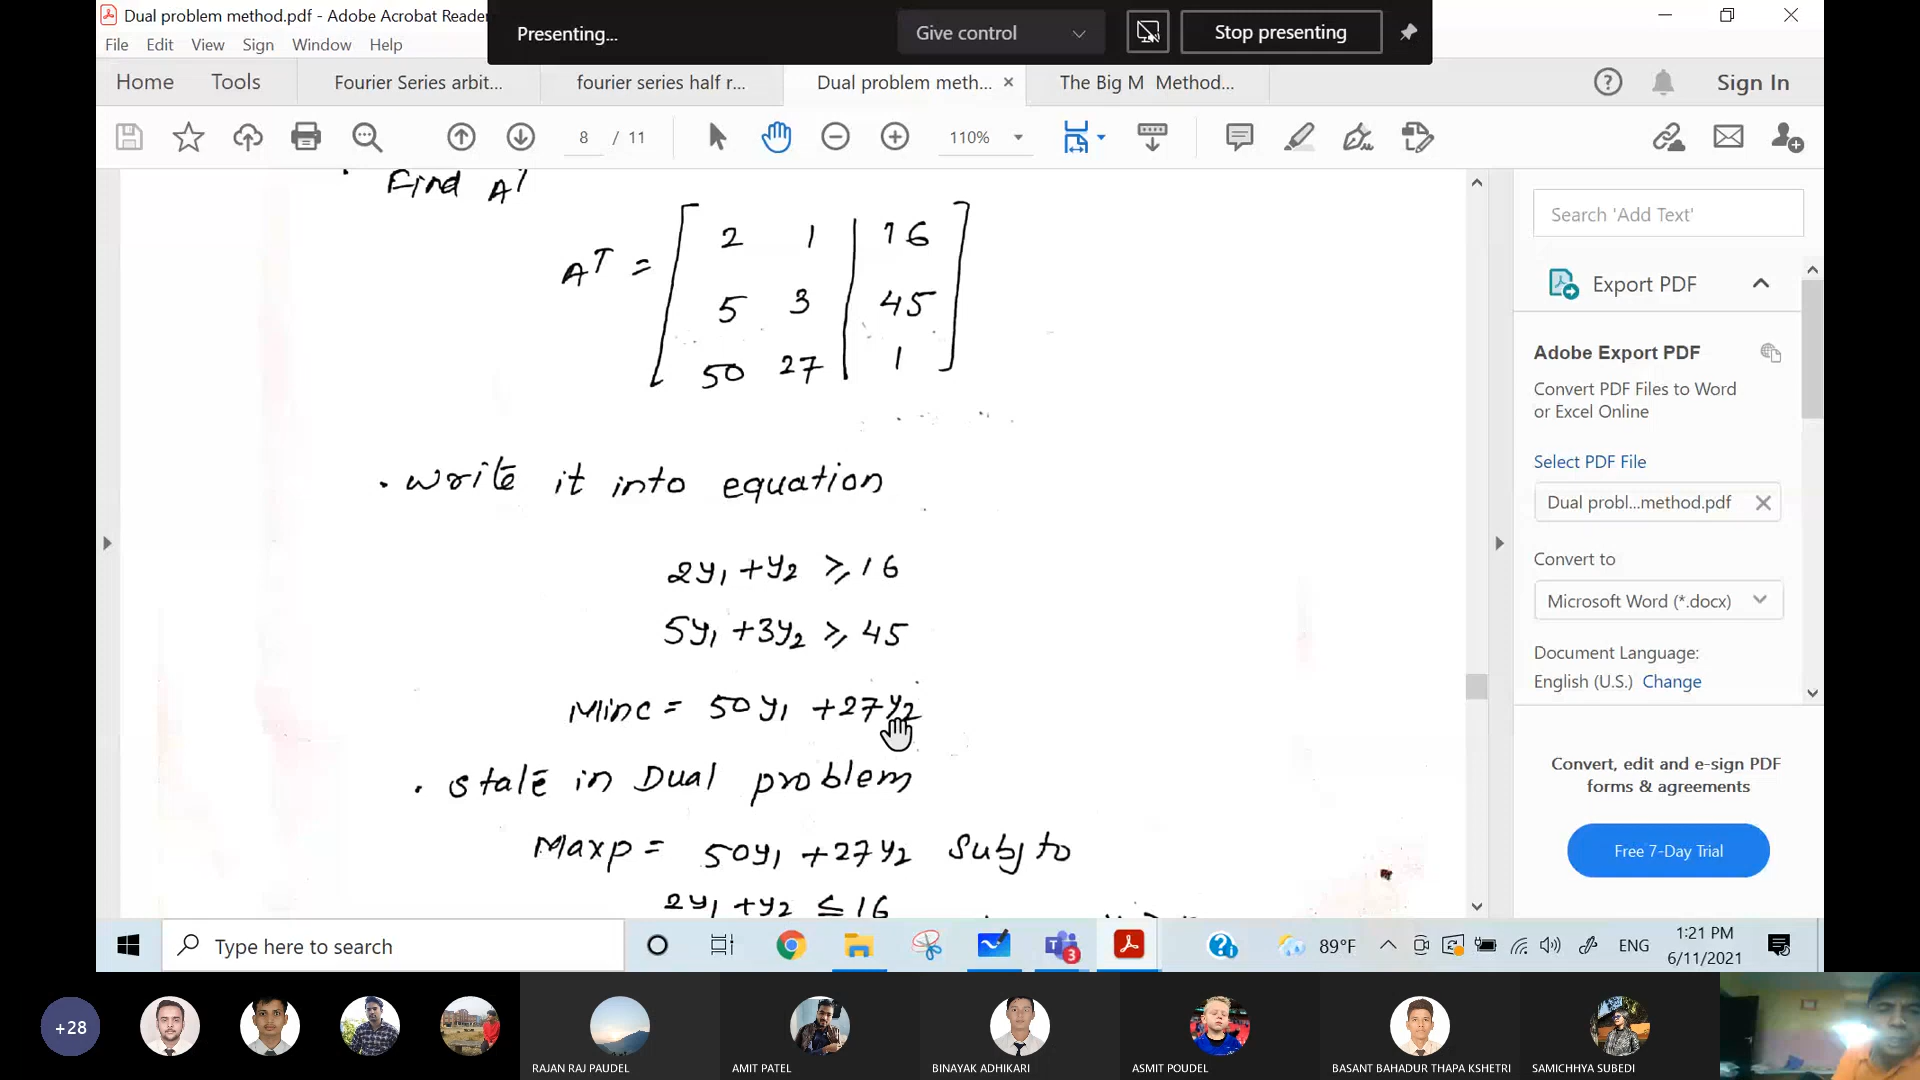 Dual problem method.pdf - Adobe Acrobat Reader
Presenting...
Give control
Stop presenting
File Edit View Sign Window Help
Home Tools Fourier Series arbit... fourier series half r... Dual problem meth... × The Big M Method... Sign In
8 / 11 110%
Find Aᵀ
Aᵀ = [ 2 1 | 16
5 3 | 45
50 27 | 1 ]
. write it into equation
2y₁ + y₂ ≥ 16
5y₁ + 3y₂ ≥ 45
Minc = 50y₁ + 27y₂
. state in Dual problem
Maxp = 50y₁ + 27y₂ Subj to
2y₁ + y₂ ≤ 16
Search 'Add Text'
Export PDF
Adobe Export PDF
Convert PDF Files to Word
or Excel Online
Select PDF File
Dual probl...method.pdf
Convert to
Microsoft Word (*.docx)
Document Language:
English (U.S.) Change
Convert, edit and e-sign PDF
forms & agreements
Free 7-Day Trial
Type here to search
3
89°F
ENG
1:21 PM
6/11/2021
+28
RAJAN RAJ PAUDEL
AMIT PATEL
BINAYAK ADHIKARI
ASMIT POUDEL
BASANT BAHADUR THAPA KSHETRI
SAMICHHYA SUBEDI